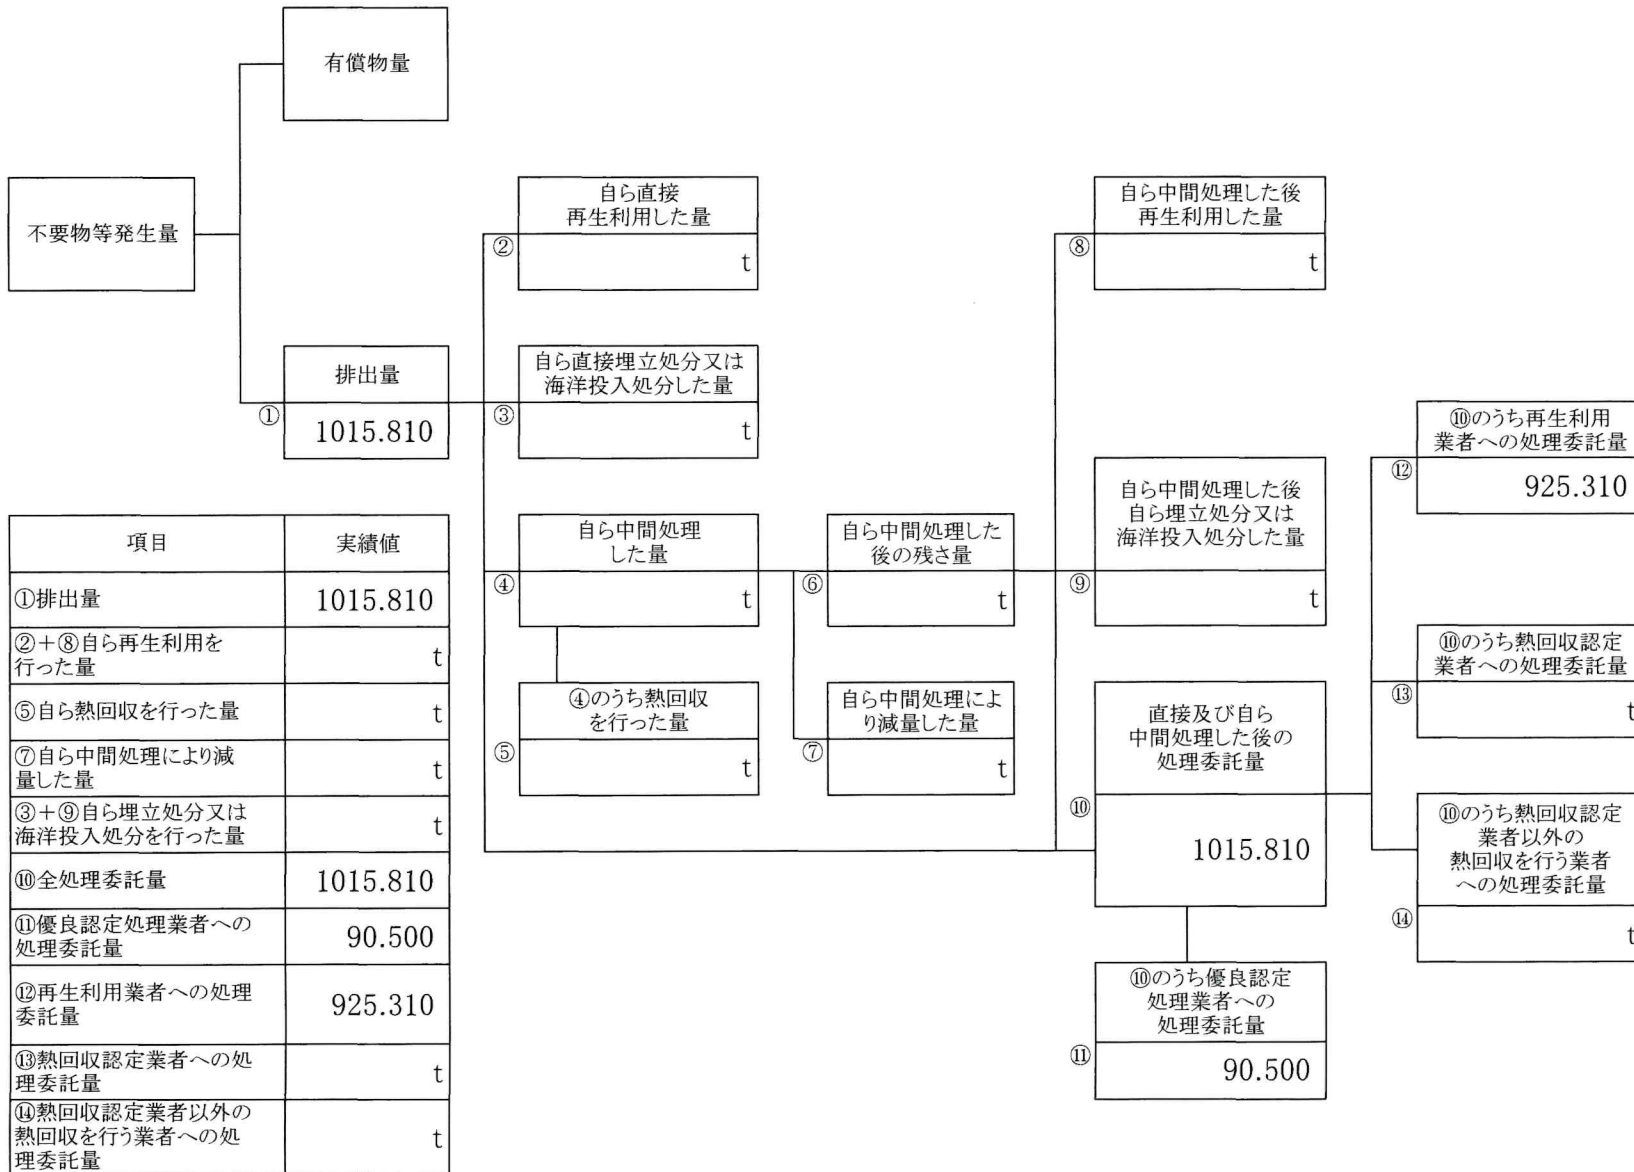 有償物量
不要物等発生量
排出量
①
1015.810
自ら直接
再生利用した量
②
t
自ら直接埋立処分又は
海洋投入処分した量
③
t
自ら中間処理
した量
④
t
④のうち熱回収
を行った量
⑤
t
自ら中間処理した
後の残さ量
⑥
t
自ら中間処理によ
り減量した量
⑦
t
自ら中間処理した後
再生利用した量
⑧
t
自ら中間処理した後
自ら埋立処分又は
海洋投入処分した量
⑨
t
直接及び自ら
中間処理した後の
処理委託量
⑩
1015.810
⑩のうち優良認定
処理業者への
処理委託量
⑪
90.500
⑩のうち再生利用
業者への処理委託量
⑫
925.310
⑩のうち熱回収認定
業者への処理委託量
⑬
t
⑩のうち熱回収認定
業者以外の
熱回収を行う業者
への処理委託量
⑭
t
項目 実績値
①排出量 1015.810
②+⑧自ら再生利用を
行った量 t
⑤自ら熱回収を行った量 t
⑦自ら中間処理により減
量した量 t
③+⑨自ら埋立処分又は
海洋投入処分を行った量 t
⑩全処理委託量 1015.810
⑪優良認定処理業者への
処理委託量 90.500
⑫再生利用業者への処理
委託量 925.310
⑬熱回収認定業者への処
理委託量 t
⑭熱回収認定業者以外の
熱回収を行う業者への処
理委託量 t